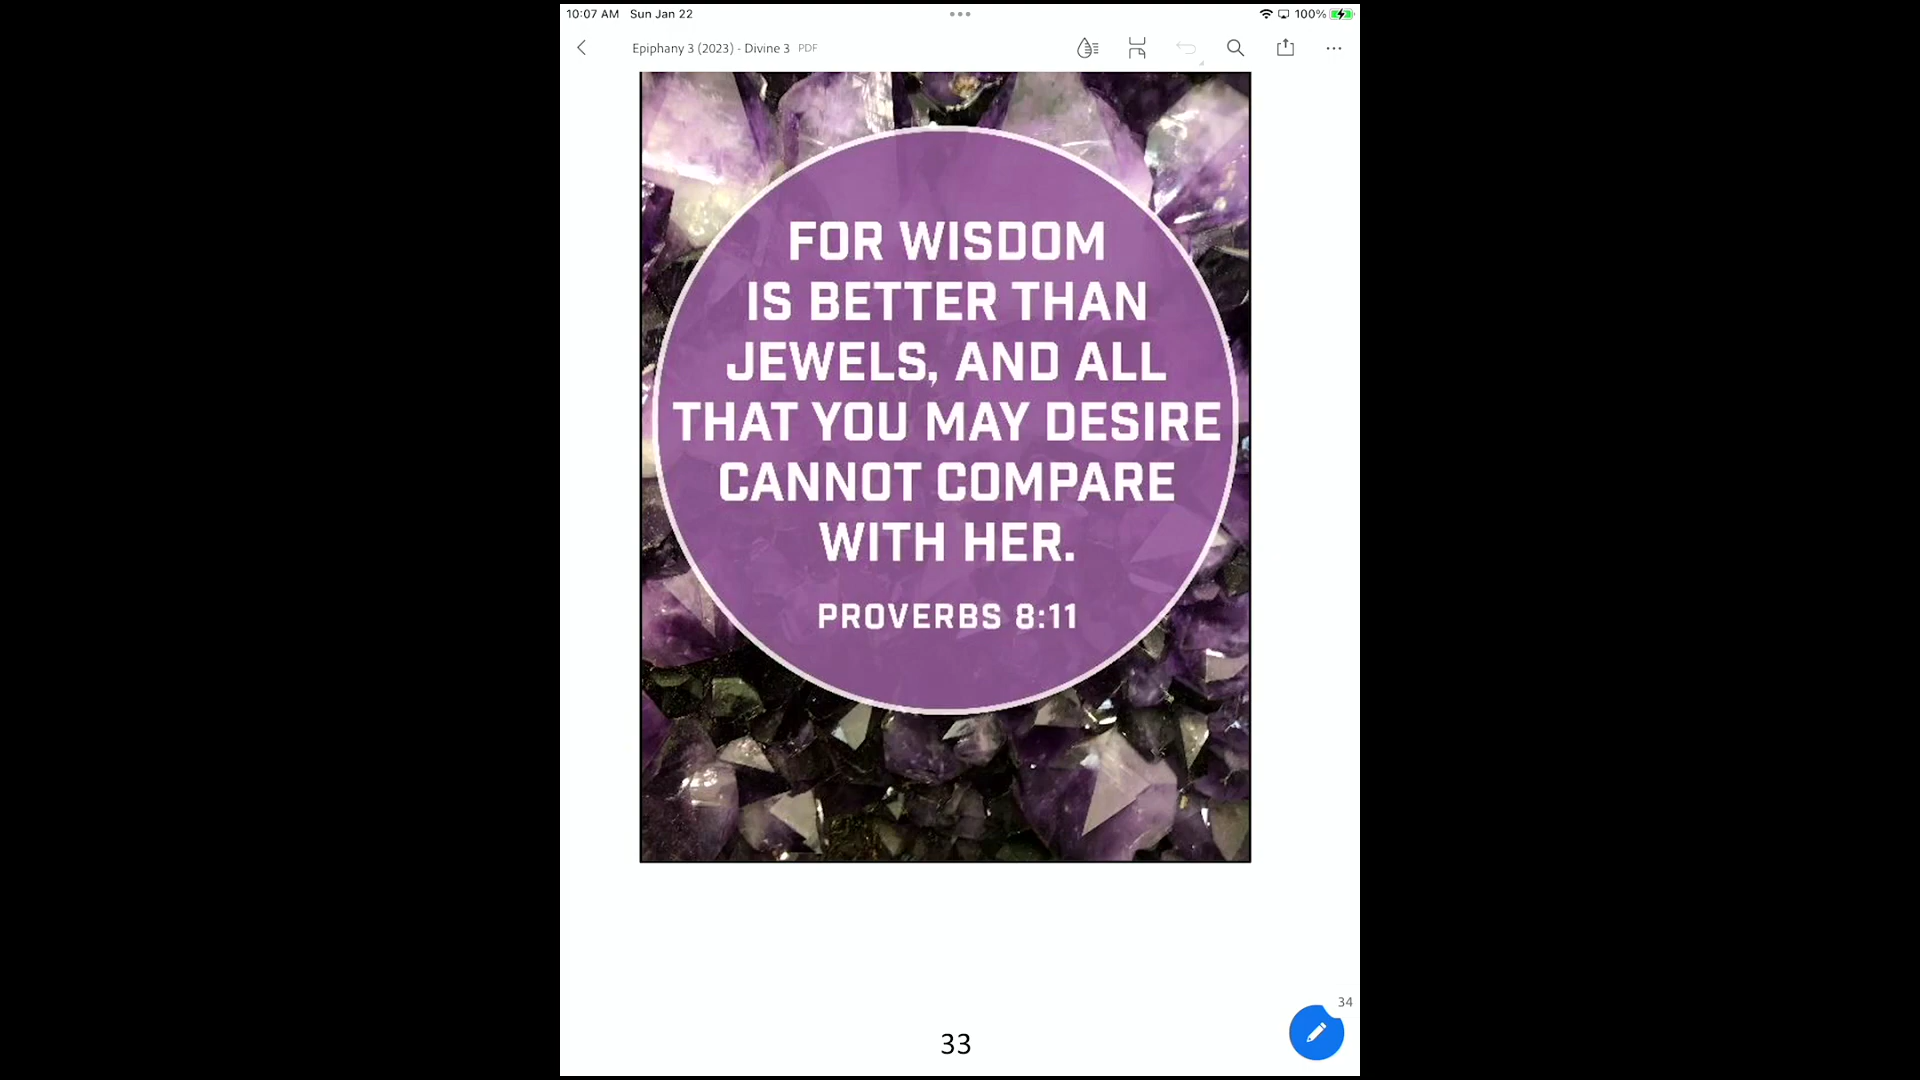 10:07 AM Sun Jan 22
100%
Epiphany 3 (2023) - Divine 3 PDF
FOR WISDOM
IS BETTER THAN
JEWELS, AND ALL
THAT YOU MAY DESIRE
CANNOT COMPARE
WITH HER.
PROVERBS 8:11
34
33